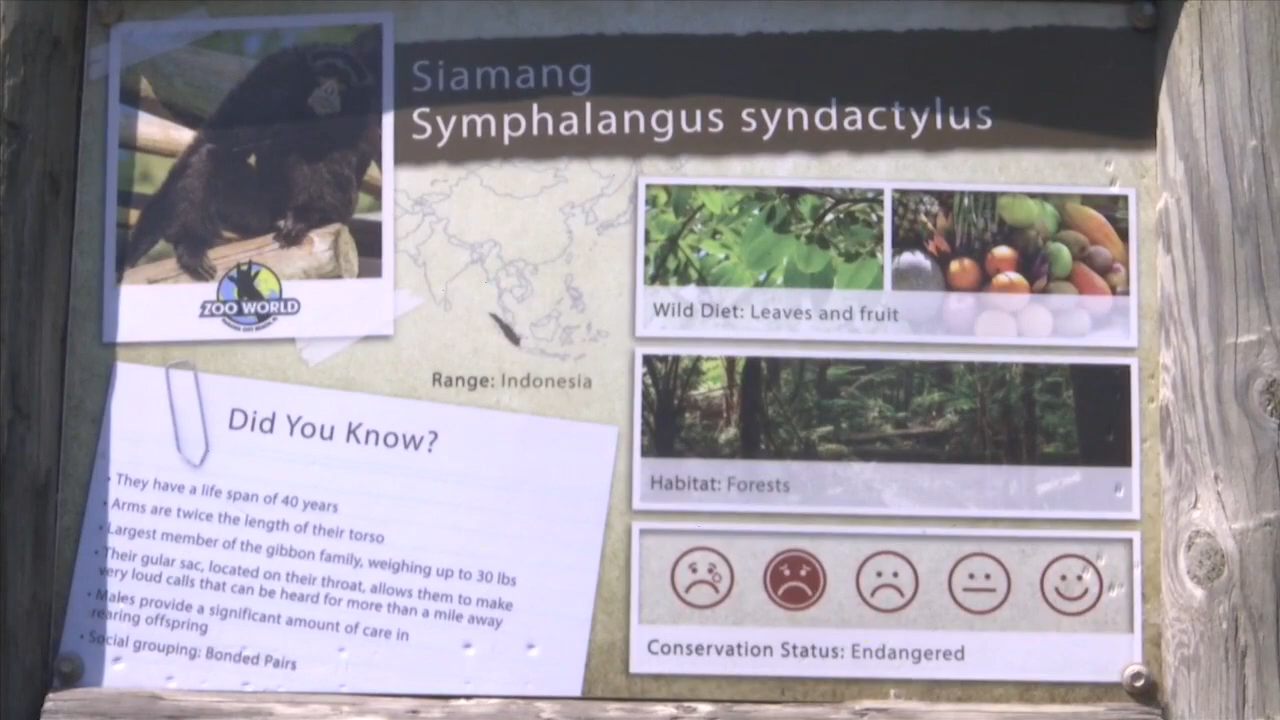 Siamang
Symphalangus syndactylus
ZOO WORLD
Range: Indonesia
Wild Diet: Leaves and fruit
Habitat: Forests
Conservation Status: Endangered
Did You Know?
• They have a life span of 40 years
• Arms are twice the length of their torso
• Largest member of the gibbon family, weighing up to 30 lbs
• Their gular sac, located on their throat, allows them to make
very loud calls that can be heard for more than a mile away
• Males provide a significant amount of care in
rearing offspring
• Social grouping: Bonded Pairs